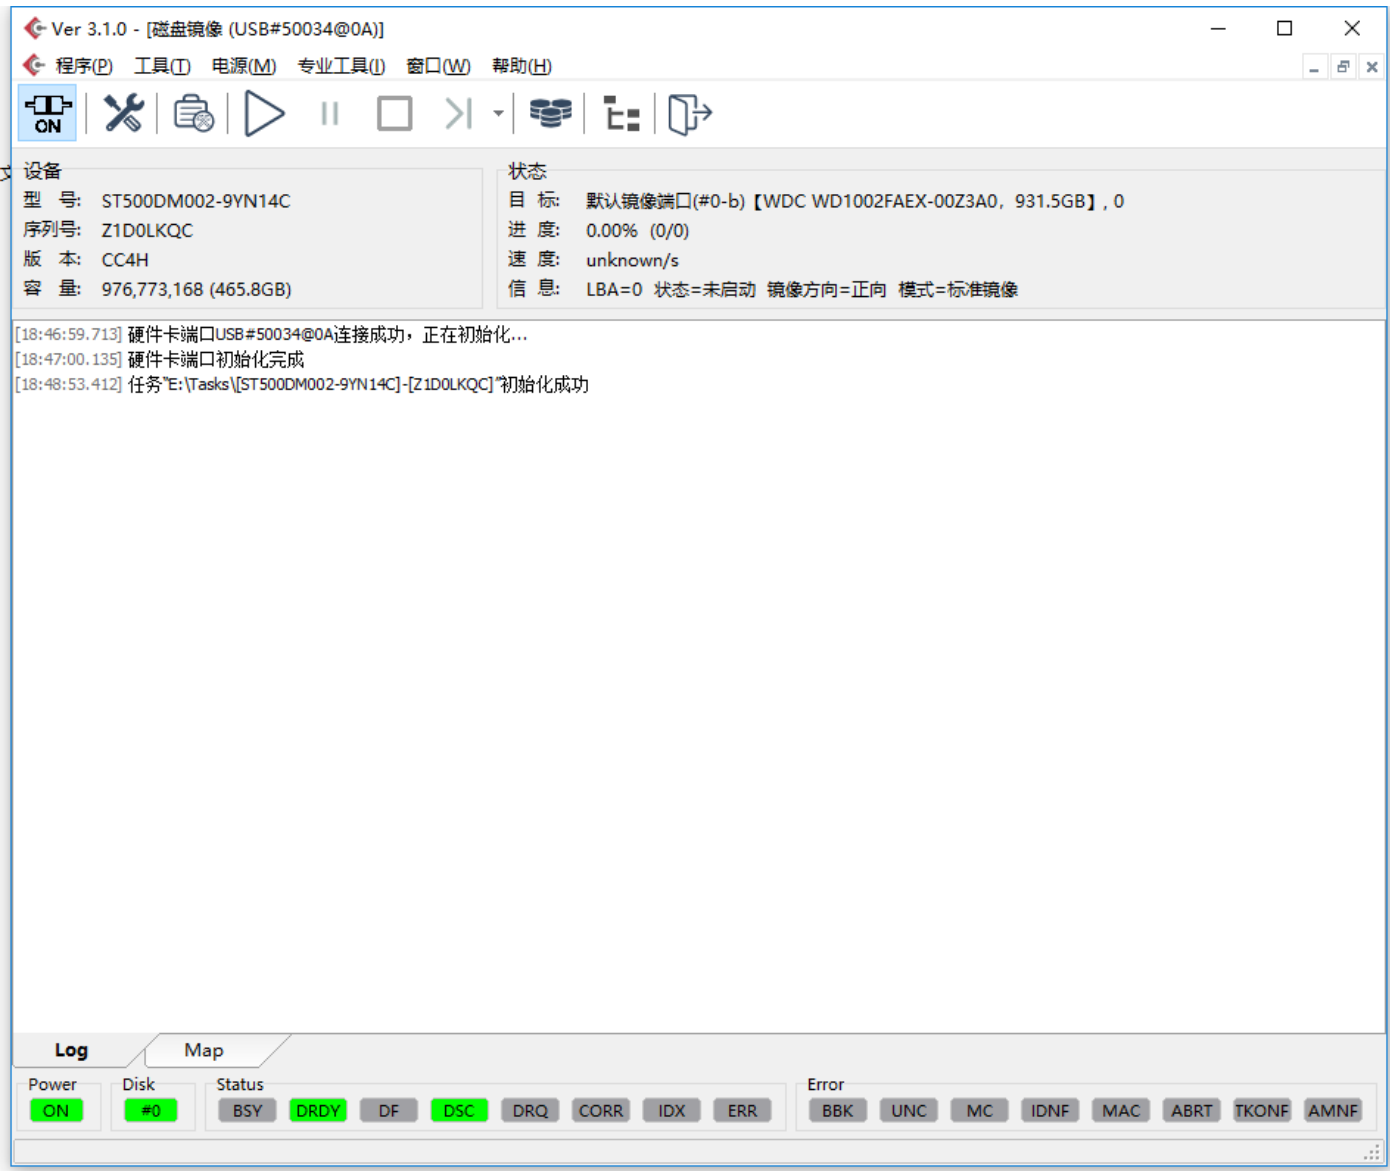 Ver 3.1.0 - [磁盘镜像 (USB#50034@0A)]
程序(P) 工具(T) 电源(M) 专业工具(I) 窗口(W) 帮助(H)
ON
设备
型 号: ST500DM002-9YN14C
序列号: Z1D0LKQC
版 本: CC4H
容 量: 976,773,168 (465.8GB)
状态
目 标: 默认镜像端口(#0-b)【WDC WD1002FAEX-00Z3A0, 931.5GB】, 0
进 度: 0.00% (0/0)
速 度: unknown/s
信 息: LBA=0 状态=未启动 镜像方向=正向 模式=标准镜像
[18:46:59.713] 硬件卡端口USB#50034@0A连接成功，正在初始化...
[18:47:00.135] 硬件卡端口初始化完成
[18:48:53.412] 任务"E:\Tasks\[ST500DM002-9YN14C]-[Z1D0LKQC]"初始化成功
Log Map
Power Disk Status Error
ON #0 BSY DRDY DF DSC DRQ CORR IDX ERR BBK UNC MC IDNF MAC ABRT TKONF AMNF